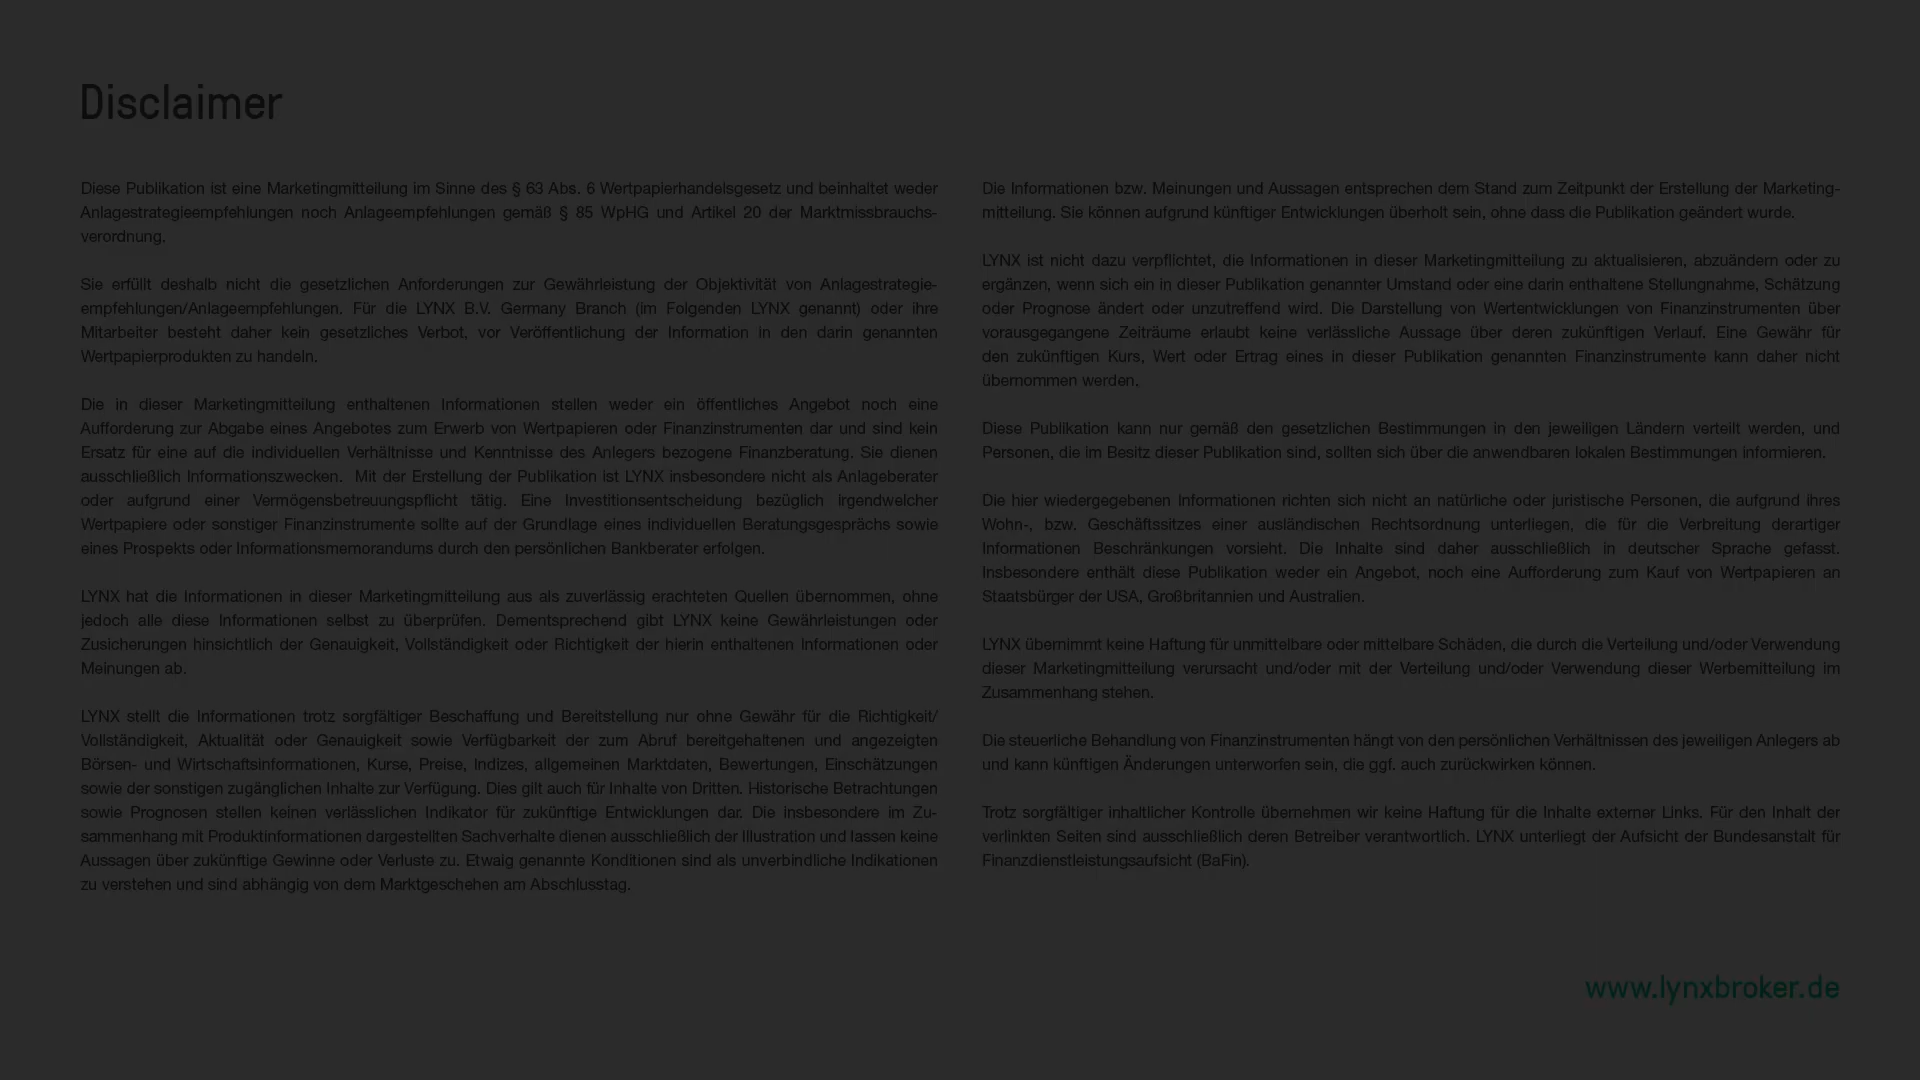 Disclaimer
Diese Publikation ist eine Marketingmitteilung im Sinne des § 63 Abs. 6 Wertpapierhandelsgesetz und beinhaltet weder
Anlagestrategieempfehlungen noch Anlageempfehlungen gemäß § 85 WpHG und Artikel 20 der Marktmissbrauchs-
verordnung.
Sie erfüllt deshalb nicht die gesetzlichen Anforderungen zur Gewährleistung der Objektivität von Anlagestrategie-
empfehlungen/Anlageempfehlungen. Für die LYNX B.V. Germany Branch (im Folgenden LYNX genannt) oder ihre
Mitarbeiter besteht daher kein gesetzliches Verbot, vor Veröffentlichung der Information in den darin genannten
Wertpapierprodukten zu handeln.
Die in dieser Marketingmitteilung enthaltenen Informationen stellen weder ein öffentliches Angebot noch eine
Aufforderung zur Abgabe eines Angebotes zum Erwerb von Wertpapieren oder Finanzinstrumenten dar und sind kein
Ersatz für eine auf die individuellen Verhältnisse und Kenntnisse des Anlegers bezogene Finanzberatung. Sie dienen
ausschließlich Informationszwecken. Mit der Erstellung der Publikation ist LYNX insbesondere nicht als Anlageberater
oder aufgrund einer Vermögensbetreuungspflicht tätig. Eine Investitionsentscheidung bezüglich irgendwelcher
Wertpapiere oder sonstiger Finanzinstrumente sollte auf der Grundlage eines individuellen Beratungsgesprächs sowie
eines Prospekts oder Informationsmemorandums durch den persönlichen Bankberater erfolgen.
LYNX hat die Informationen in dieser Marketingmitteilung aus als zuverlässig erachteten Quellen übernommen, ohne
jedoch alle diese Informationen selbst zu überprüfen. Dementsprechend gibt LYNX keine Gewährleistungen oder
Zusicherungen hinsichtlich der Genauigkeit, Vollständigkeit oder Richtigkeit der hierin enthaltenen Informationen oder
Meinungen ab.
LYNX stellt die Informationen trotz sorgfältiger Beschaffung und Bereitstellung nur ohne Gewähr für die Richtigkeit/
Vollständigkeit, Aktualität oder Genauigkeit sowie Verfügbarkeit der zum Abruf bereitgehaltenen und angezeigten
Börsen- und Wirtschaftsinformationen, Kurse, Preise, Indizes, allgemeinen Marktdaten, Bewertungen, Einschätzungen
sowie der sonstigen zugänglichen Inhalte zur Verfügung. Dies gilt auch für Inhalte von Dritten. Historische Betrachtungen
sowie Prognosen stellen keinen verlässlichen Indikator für zukünftige Entwicklungen dar. Die insbesondere im Zu-
sammenhang mit Produktinformationen dargestellten Sachverhalte dienen ausschließlich der Illustration und lassen keine
Aussagen über zukünftige Gewinne oder Verluste zu. Etwaig genannte Konditionen sind als unverbindliche Indikationen
zu verstehen und sind abhängig von dem Marktgeschehen am Abschlusstag.
Die Informationen bzw. Meinungen und Aussagen entsprechen dem Stand zum Zeitpunkt der Erstellung der Marketing-
mitteilung. Sie können aufgrund künftiger Entwicklungen überholt sein, ohne dass die Publikation geändert wurde.
LYNX ist nicht dazu verpflichtet, die Informationen in dieser Marketingmitteilung zu aktualisieren, abzuändern oder zu
ergänzen, wenn sich ein in dieser Publikation genannter Umstand oder eine darin enthaltene Stellungnahme, Schätzung
oder Prognose ändert oder unzutreffend wird. Die Darstellung von Wertentwicklungen von Finanzinstrumenten über
vorausgegangene Zeiträume erlaubt keine verlässliche Aussage über deren zukünftigen Verlauf. Eine Gewähr für
den zukünftigen Kurs, Wert oder Ertrag eines in dieser Publikation genannten Finanzinstrumente kann daher nicht
übernommen werden.
Diese Publikation kann nur gemäß den gesetzlichen Bestimmungen in den jeweiligen Ländern verteilt werden, und
Personen, die im Besitz dieser Publikation sind, sollten sich über die anwendbaren lokalen Bestimmungen informieren.
Die hier wiedergegebenen Informationen richten sich nicht an natürliche oder juristische Personen, die aufgrund ihres
Wohn-, bzw. Geschäftssitzes einer ausländischen Rechtsordnung unterliegen, die für die Verbreitung derartiger
Informationen Beschränkungen vorsieht. Die Inhalte sind daher ausschließlich in deutscher Sprache gefasst.
Insbesondere enthält diese Publikation weder ein Angebot, noch eine Aufforderung zum Kauf von Wertpapieren an
Staatsbürger der USA, Großbritannien und Australien.
LYNX übernimmt keine Haftung für unmittelbare oder mittelbare Schäden, die durch die Verteilung und/oder Verwendung
dieser Marketingmitteilung verursacht und/oder mit der Verteilung und/oder Verwendung dieser Werbemitteilung im
Zusammenhang stehen.
Die steuerliche Behandlung von Finanzinstrumenten hängt von den persönlichen Verhältnissen des jeweiligen Anlegers ab
und kann künftigen Änderungen unterworfen sein, die ggf. auch zurückwirken können.
Trotz sorgfältiger inhaltlicher Kontrolle übernehmen wir keine Haftung für die Inhalte externer Links. Für den Inhalt der
verlinkten Seiten sind ausschließlich deren Betreiber verantwortlich. LYNX unterliegt der Aufsicht der Bundesanstalt für
Finanzdienstleistungsaufsicht (BaFin).
www.lynxbroker.de